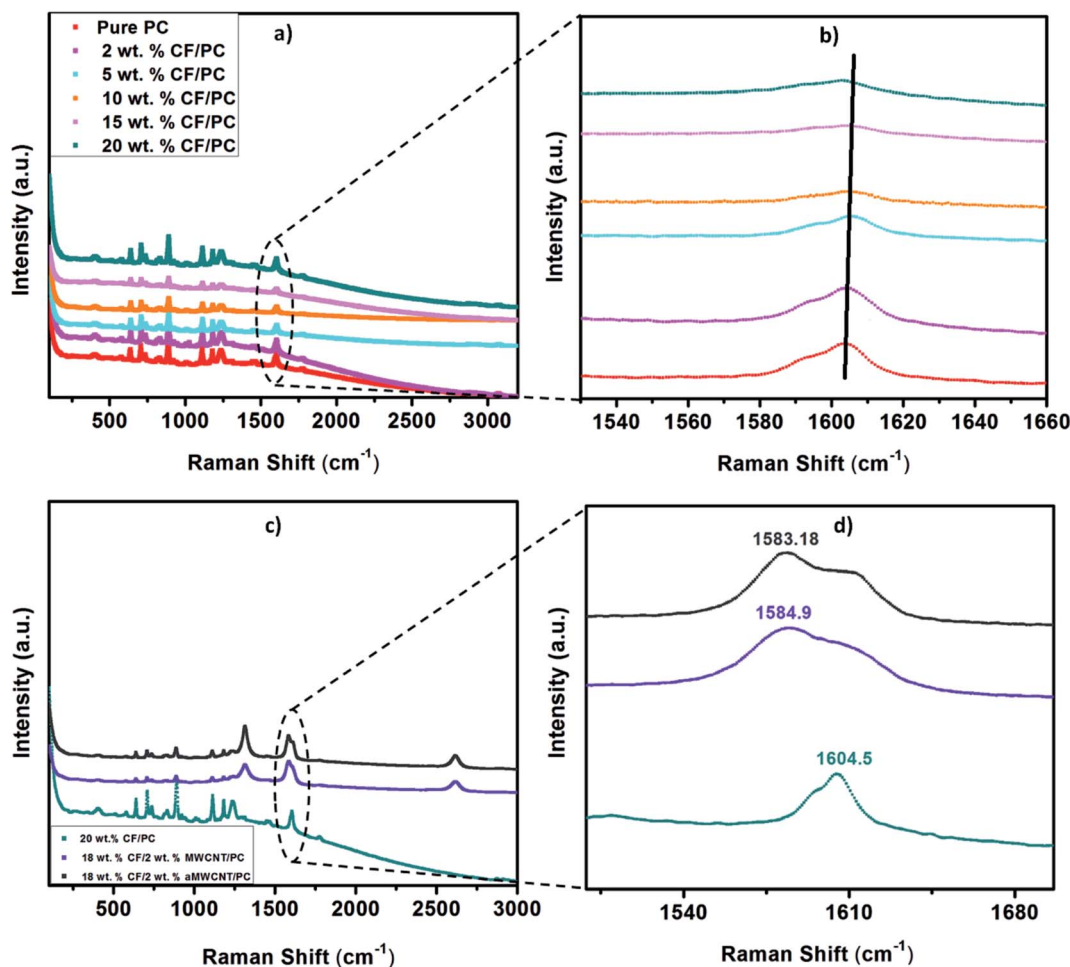 a)
Pure PC
2 wt. % CF/PC
5 wt. % CF/PC
10 wt. % CF/PC
15 wt. % CF/PC
20 wt. % CF/PC
Intensity (a.u.)
500 1000 1500 2000 2500 3000
Raman Shift (cm⁻¹)
b)
Intensity (a.u.)
1540 1560 1580 1600 1620 1640 1660
Raman Shift (cm⁻¹)
c)
Intensity (a.u.)
20 wt.% CF/PC
18 wt. % CF/2 wt. % MWCNT/PC
18 wt. % CF/2 wt. % aMWCNT/PC
500 1000 1500 2000 2500 3000
Raman Shift (cm⁻¹)
d)
1583.18
1584.9
1604.5
Intensity (a.u.)
1540 1610 1680
Raman Shift (cm⁻¹)